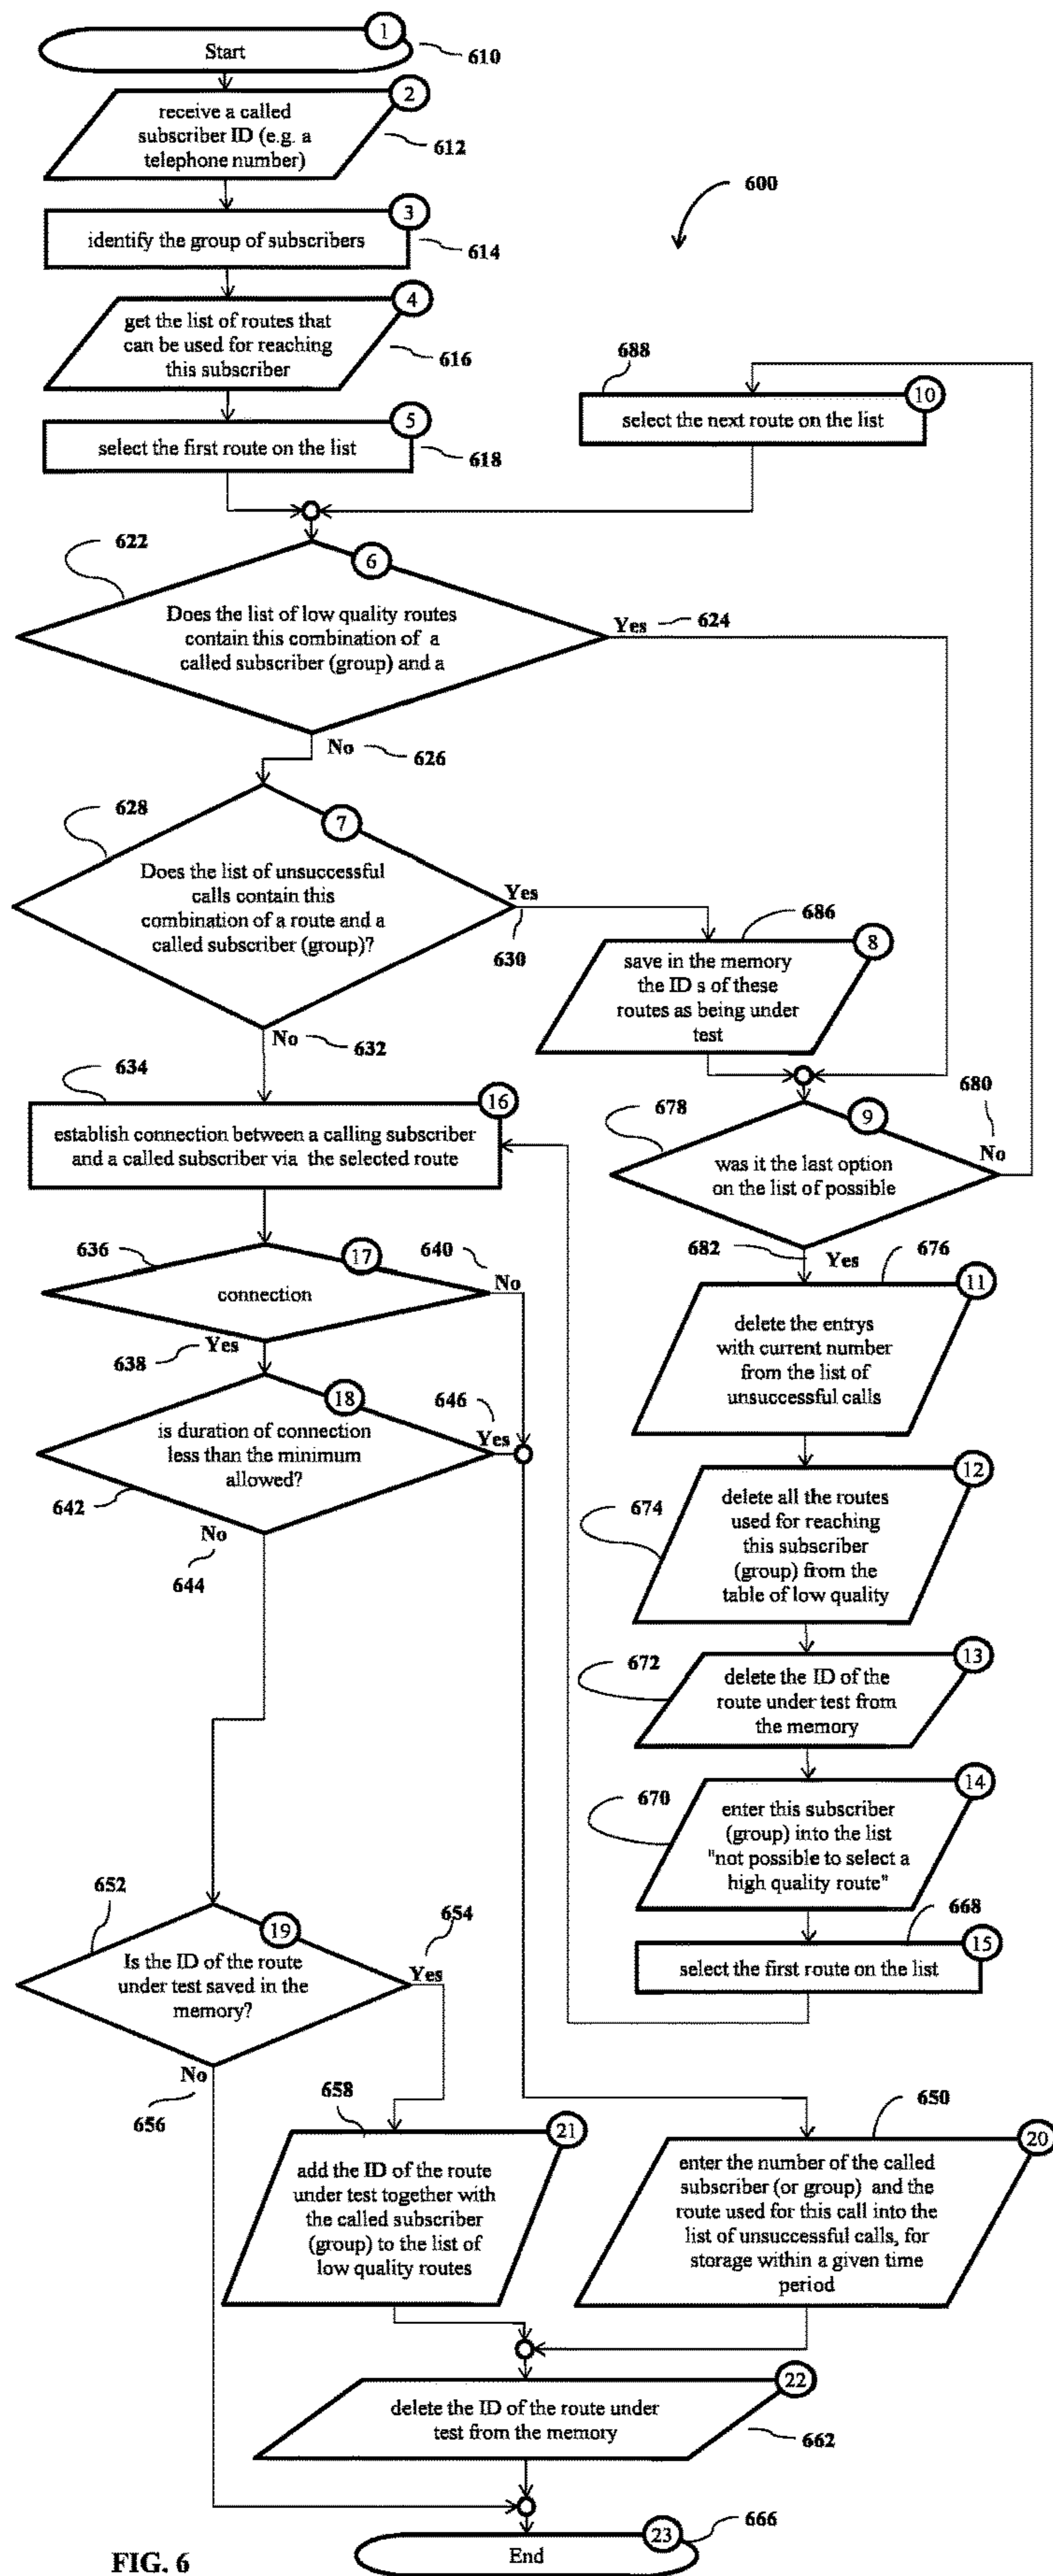 1
Start
610
2
receive a called
subscriber ID (e.g. a
telephone number)
612
600
3
identify the group of subscribers
614
4
get the list of routes that
can be used for reaching
this subscriber
616
688
10
select the next route on the list
5
select the first route on the list
618
622
6
Does the list of low quality routes
contain this combination of a
called subscriber (group) and a
Yes
624
No
626
628
7
Does the list of unsuccessful
calls contain this
combination of a route and a
called subscriber (group)?
Yes
630
686
8
save in the memory
the ID s of these
routes as being under
test
No
632
634
16
establish connection between a calling subscriber
and a called subscriber via the selected route
678
9
680
No
was it the last option
on the list of possible
682
Yes
636
17
640
No
connection
638
Yes
676
11
delete the entrys
with current number
from the list of
unsuccessful calls
18
646
Yes
is duration of connection
less than the minimum
allowed?
642
No
644
12
674
delete all the routes
used for reaching
this subscriber
(group) from the
table of low quality
13
672
delete the ID of the
route under test from
the memory
14
670
enter this subscriber
(group) into the list
"not possible to select a
high quality route"
668
15
select the first route on the list
652
19
654
Is the ID of the route
under test saved in the
memory?
Yes
No
656
658
21
add the ID of the route
under test together with
the called subscriber
(group) to the list of
low quality routes
650
20
enter the number of the called
subscriber (or group) and the
route used for this call into the
list of unsuccessful calls, for
storage within a given time
period
22
delete the ID of the route under
test from the memory
662
23
666
End
FIG. 6